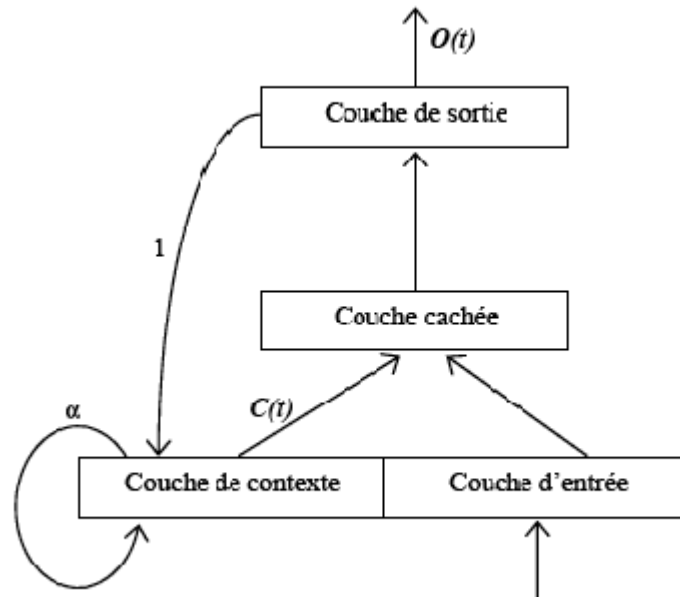 O(t)
Couche de sortie
1
Couche cachée
C(t)
α
Couche de contexte
Couche d'entrée